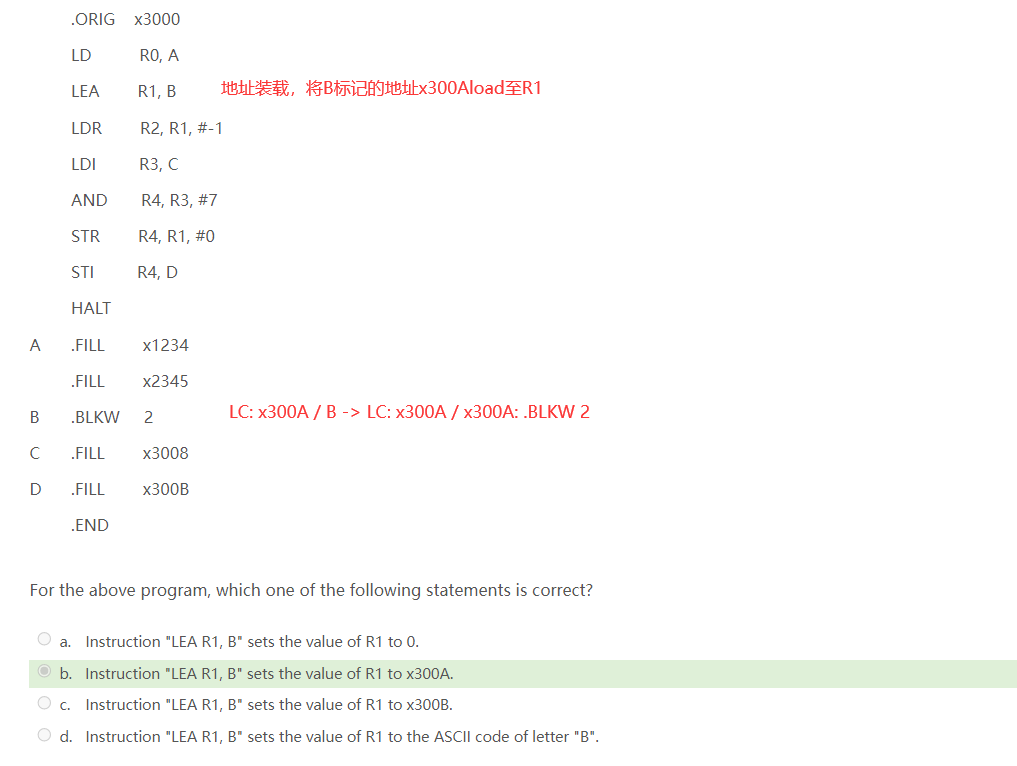 .ORIG x3000
LD R0, A
LEA R1, B 地址装载，将B标记的地址x300Aload至R1
LDR R2, R1, #-1
LDI R3, C
AND R4, R3, #7
STR R4, R1, #0
STI R4, D
HALT
A .FILL x1234
.FILL x2345
B .BLKW 2 LC: x300A / B -> LC: x300A / x300A: .BLKW 2
C .FILL x3008
D .FILL x300B
.END
For the above program, which one of the following statements is correct?
a. Instruction "LEA R1, B" sets the value of R1 to 0.
b. Instruction "LEA R1, B" sets the value of R1 to x300A.
c. Instruction "LEA R1, B" sets the value of R1 to x300B.
d. Instruction "LEA R1, B" sets the value of R1 to the ASCII code of letter "B".